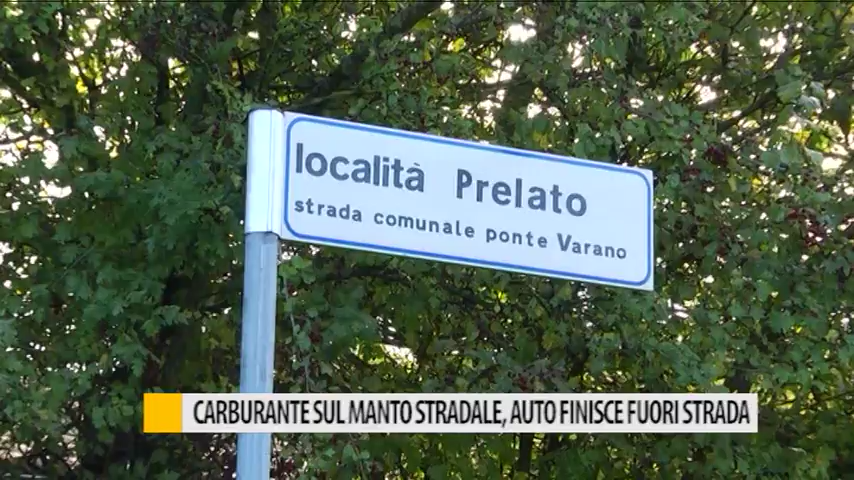 località Prelato
strada comunale ponte Varano
CARBURANTE SUL MANTO STRADALE, AUTO FINISCE FUORI STRADA